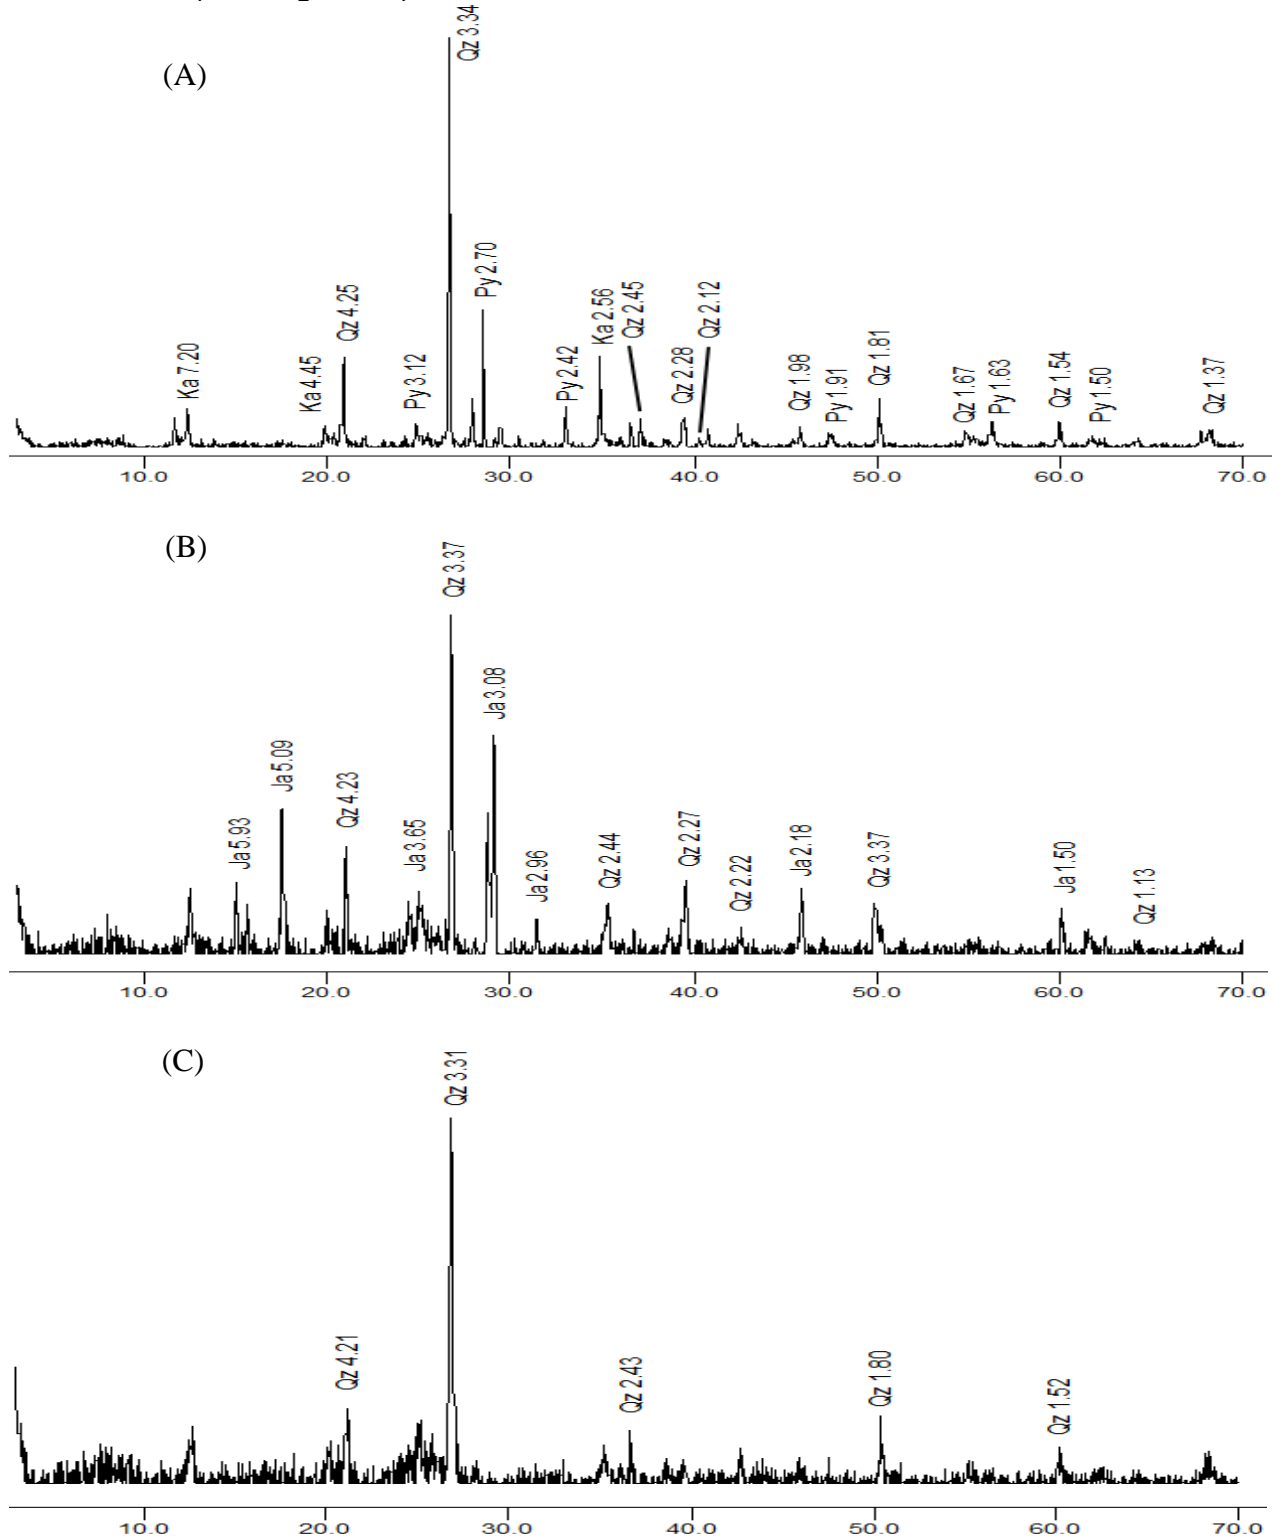 (A)
Ka 7.20
Ka 4.45
Qz 4.25
Py 3.12
Qz 3.34
Py 2.70
Py 2.42
Ka 2.56
Qz 2.45
Qz 2.28
Qz 2.12
Qz 1.98
Py 1.91
Qz 1.81
Qz 1.67
Py 1.63
Qz 1.54
Py 1.50
Qz 1.37
10.0 20.0 30.0 40.0 50.0 60.0 70.0
(B)
Ja 5.93
Ja 5.09
Qz 4.23
Ja 3.65
Qz 3.37
Ja 3.08
Ja 2.96
Qz 2.44
Qz 2.27
Qz 2.22
Ja 2.18
Qz 3.37
Ja 1.50
Qz 1.13
10.0 20.0 30.0 40.0 50.0 60.0 70.0
(C)
Qz 4.21
Qz 3.31
Qz 2.43
Qz 1.80
Qz 1.52
10.0 20.0 30.0 40.0 50.0 60.0 70.0